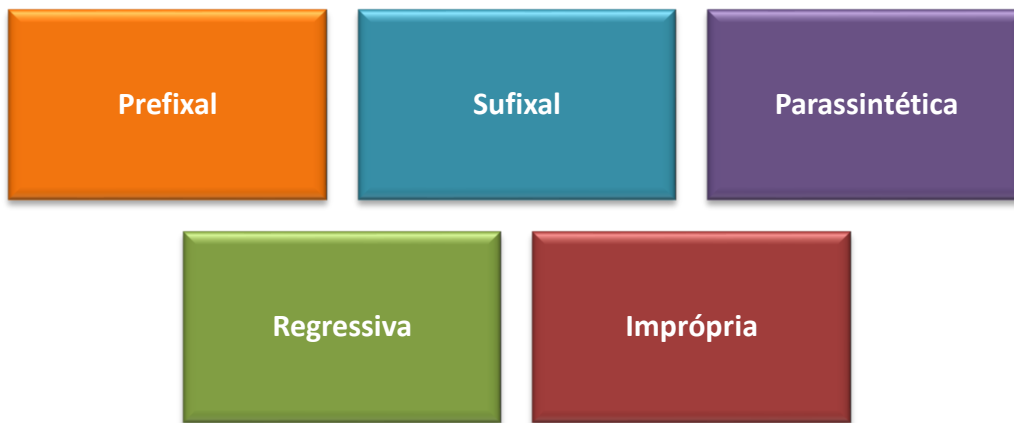 Prefixal
Sufixal
Parassintética
Regressiva
Imprópria